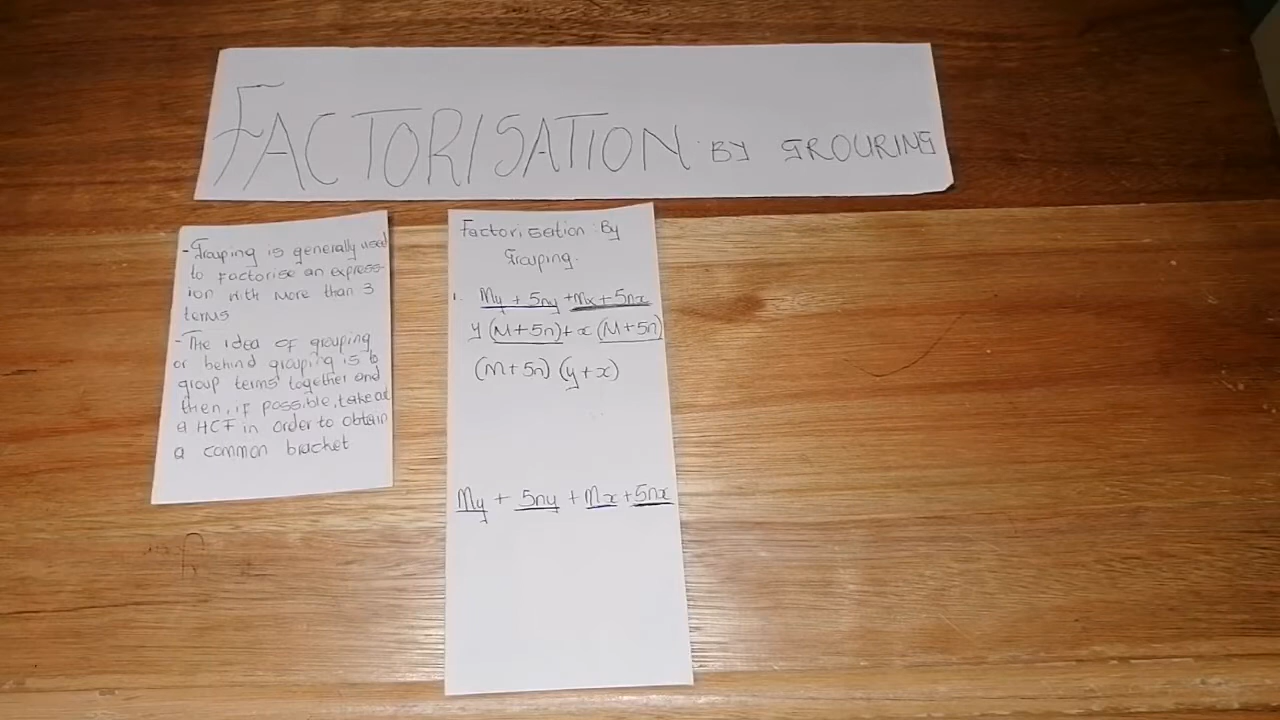 FACTORISATION BY GROURING
- Grouping is generally used
to factorise an express-
ion with more than 3
terms
- The idea of grouping
or behind grouping is to
group terms together and
then, if possible, take out
a HCF in order to obtain
a common bracket
Factorisation: By
Grouping.
1. My + 5ny + Mx + 5nx
y (M + 5n) + x (M + 5n)
(M + 5n) (y + x)
My + 5ny + Mx + 5nx